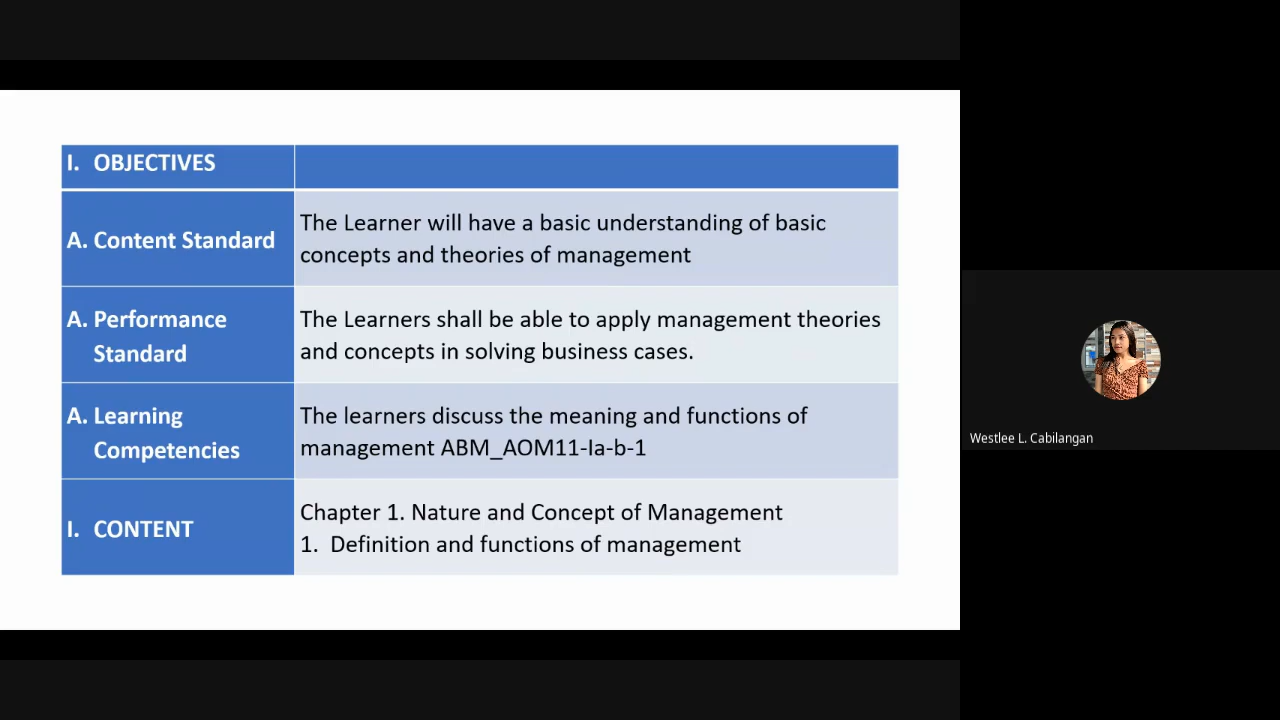 I. OBJECTIVES
A. Content Standard
The Learner will have a basic understanding of basic
concepts and theories of management
A. Performance
Standard
The Learners shall be able to apply management theories
and concepts in solving business cases.
A. Learning
Competencies
The learners discuss the meaning and functions of
management ABM_AOM11-Ia-b-1
I. CONTENT
Chapter 1. Nature and Concept of Management
1. Definition and functions of management
Westlee L. Cabilangan